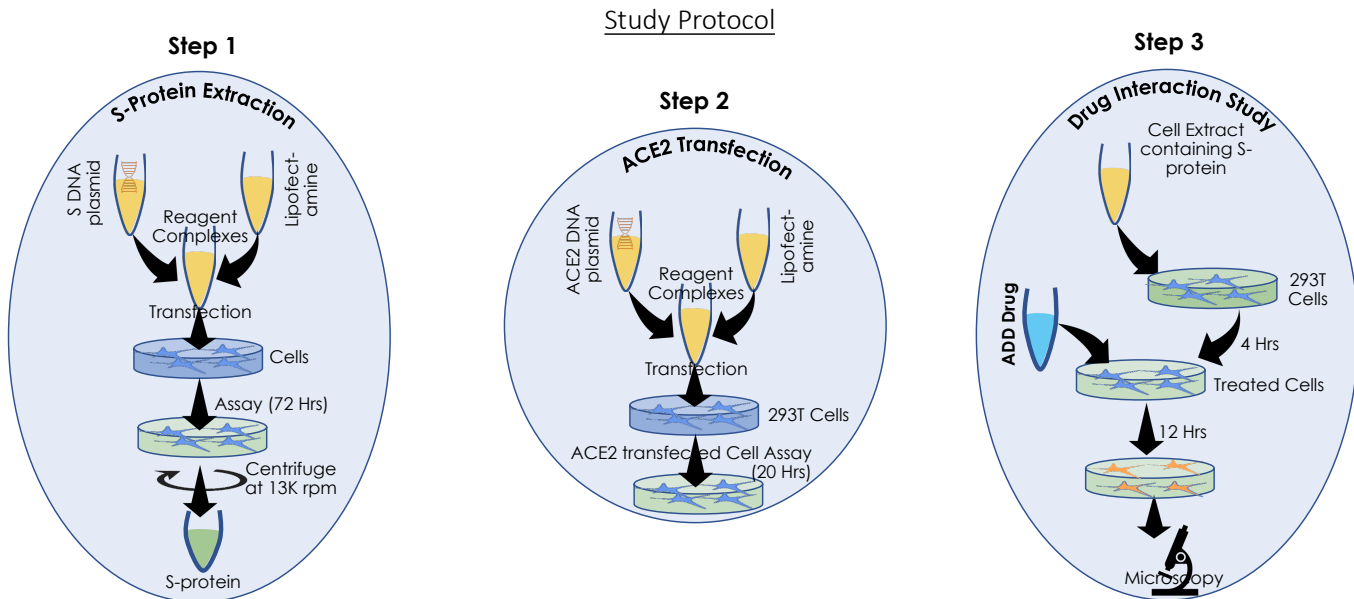 Study Protocol
Step 1
S-Protein Extraction
S DNA
plasmid
Lipofect-
amine
Reagent
Complexes
Transfection
Cells
Assay (72 Hrs)
Centrifuge
at 13K rpm
S-protein
Step 2
ACE2 Transfection
ACE2 DNA
plasmid
Lipofect-
amine
Reagent
Complexes
Transfection
293T Cells
ACE2 transfected Cell Assay
(20 Hrs)
Step 3
Drug Interaction Study
Cell Extract
containing S-
protein
293T
Cells
ADD Drug
4 Hrs
Treated Cells
12 Hrs
Microscopy